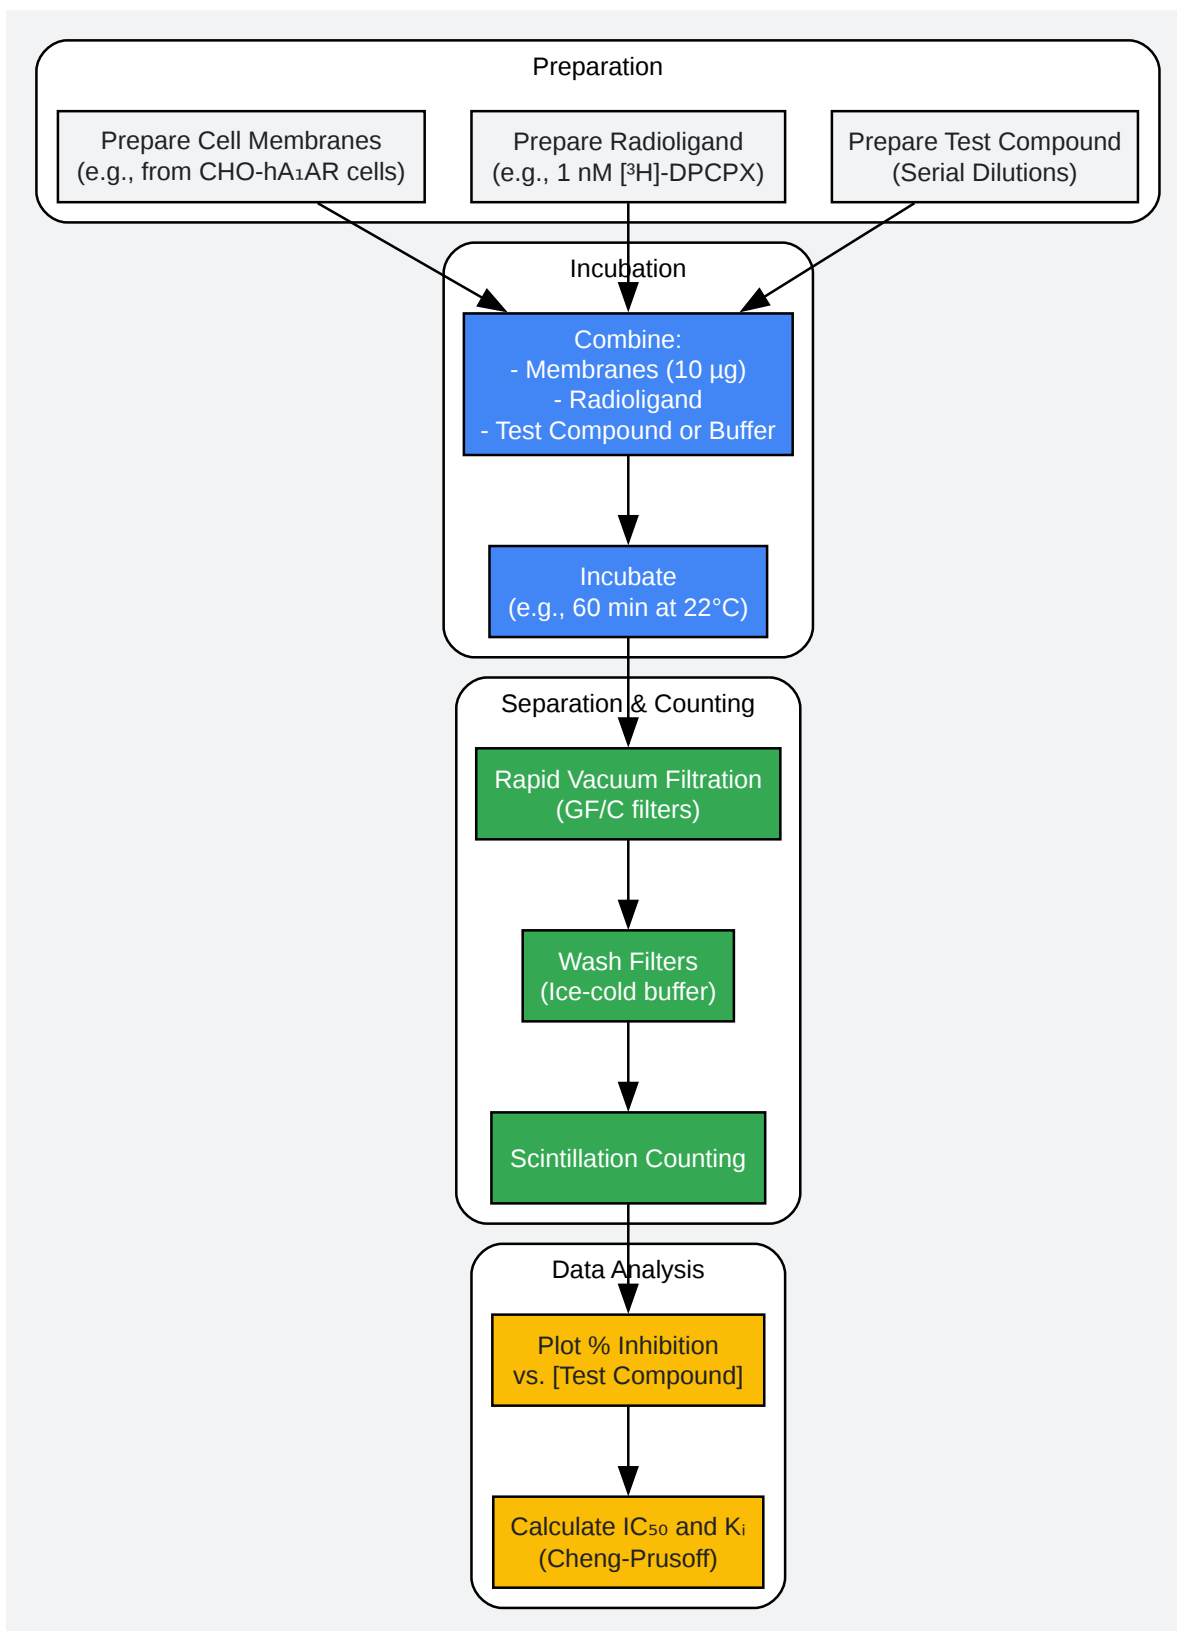 Preparation
Prepare Cell Membranes
(e.g., from CHO-hA₁AR cells)
Prepare Radioligand
(e.g., 1 nM [³H]-DPCPX)
Prepare Test Compound
(Serial Dilutions)
Incubation
Combine:
- Membranes (10 µg)
- Radioligand
- Test Compound or Buffer
Incubate
(e.g., 60 min at 22°C)
Separation & Counting
Rapid Vacuum Filtration
(GF/C filters)
Wash Filters
(Ice-cold buffer)
Scintillation Counting
Data Analysis
Plot % Inhibition
vs. [Test Compound]
Calculate IC₅₀ and Kᵢ
(Cheng-Prusoff)